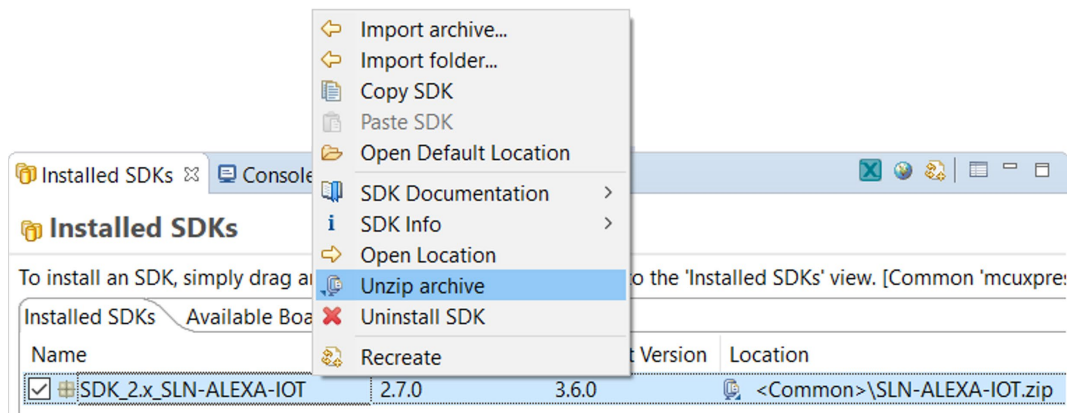 Import archive...
Import folder...
Copy SDK
Paste SDK
Open Default Location
SDK Documentation
SDK Info
Open Location
Unzip archive
Uninstall SDK
Recreate
Installed SDKs Console
Installed SDKs
To install an SDK, simply drag to the 'Installed SDKs' view. [Common 'mcuxpres
Installed SDKs Available Boa
Name Version Location
SDK_2.x_SLN-ALEXA-IOT 2.7.0 3.6.0 <Common>\SLN-ALEXA-IOT.zip